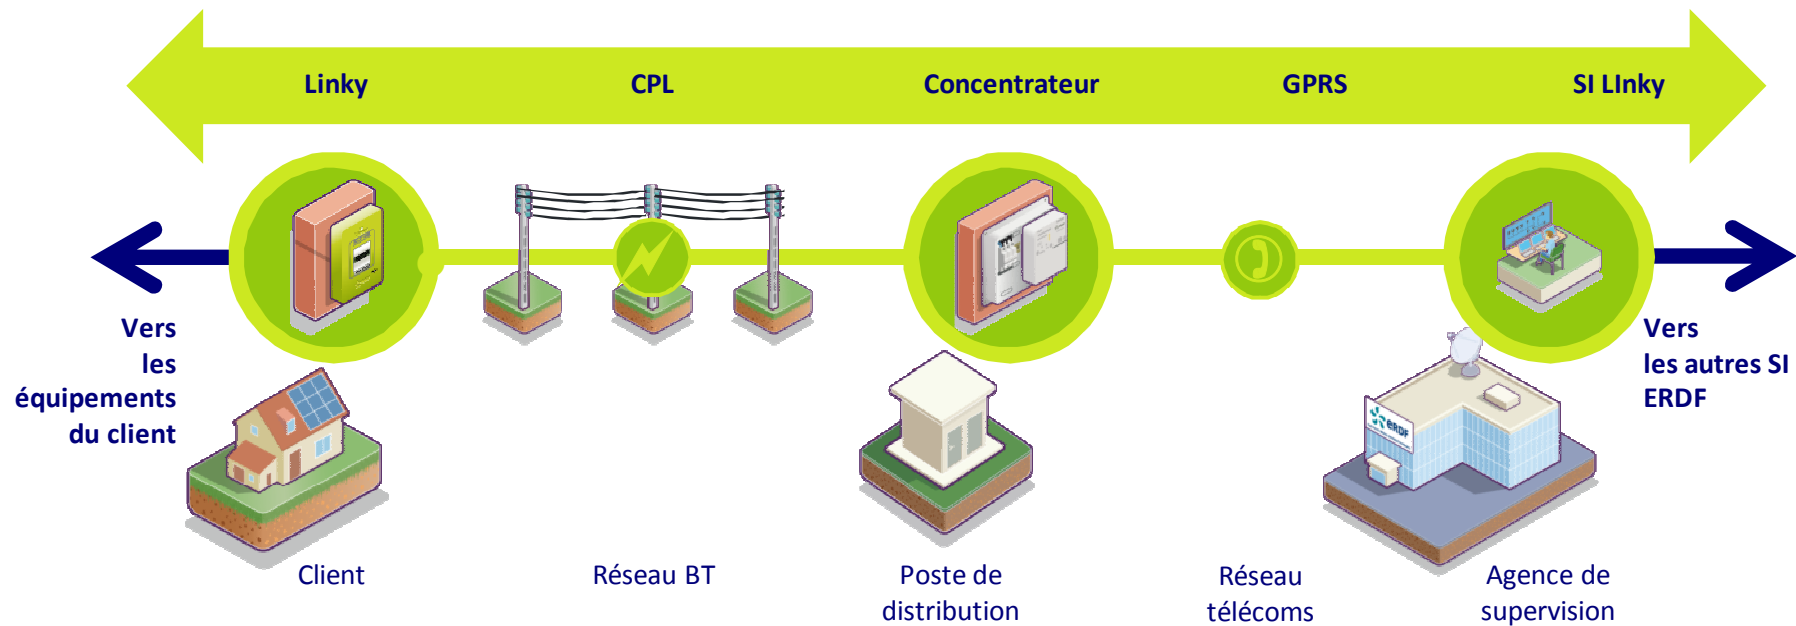 Linky
CPL
Concentrateur
GPRS
SI LInky
Vers
les
équipements
du client
Vers
les autres SI
ERDF
eRDF
Client
Réseau BT
Poste de
distribution
Réseau
télécoms
Agence de
supervision